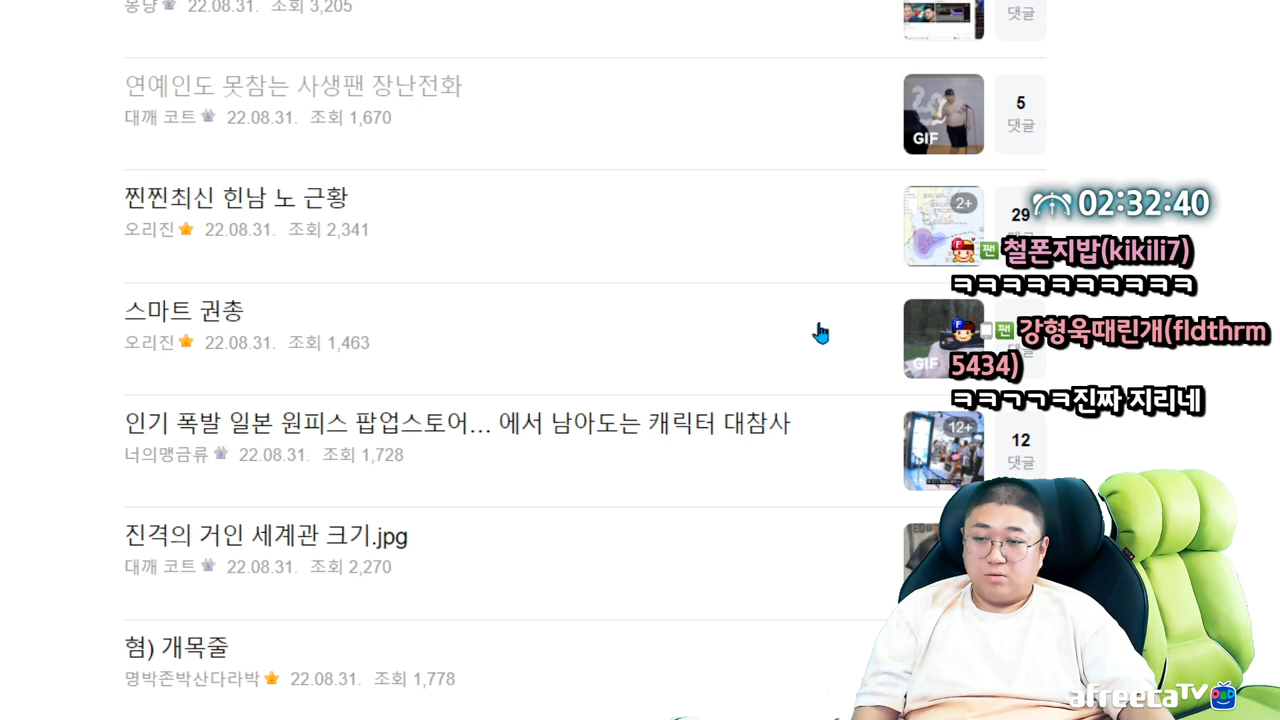 몽냥 22.08.31. 조회 3,205
댓글
연예인도 못참는 사생팬 장난전화
대깨 코트 22.08.31. 조회 1,670
GIF
5
댓글
찐찐최신 힌남 노 근황
오리진 22.08.31. 조회 2,341
2+
29
02:32:40
철폰지밥(kikili7)
ㅋㅋㅋㅋㅋㅋㅋㅋㅋㅋ
스마트 권총
오리진 22.08.31. 조회 1,463
GIF
강형욱때린개(fldthrm
5434)
ㅋㅋㄱㄱㅋ진짜 지리네
인기 폭발 일본 원피스 팝업스토어... 에서 남아도는 캐릭터 대참사
너의맹금류 22.08.31. 조회 1,728
12+
12
댓글
진격의 거인 세계관 크기.jpg
대깨 코트 22.08.31. 조회 2,270
혐) 개목줄
명박존박산다라박 22.08.31. 조회 1,778
afreecaTV